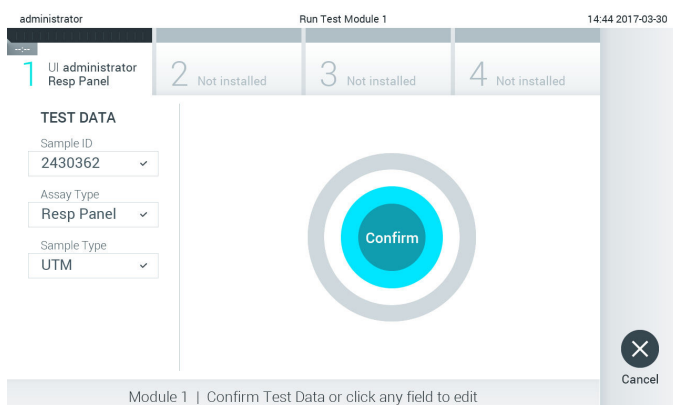 administrator Run Test Module 1 14:44 2017-03-30
--:--
1 UI administrator 2 Not installed 3 Not installed 4 Not installed
Resp Panel
TEST DATA
Sample ID
2430362
Assay Type
Resp Panel
Sample Type
UTM
Confirm
Cancel
Module 1 | Confirm Test Data or click any field to edit